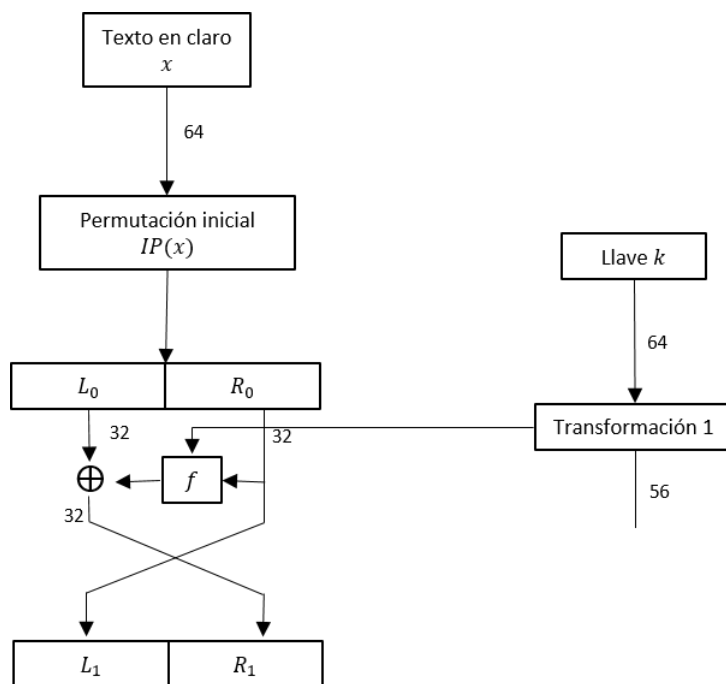 Texto en claro
x
64
Permutación inicial
IP(x)
Llave k
64
L₀
R₀
32
32
Transformación 1
f
56
32
L₁
R₁